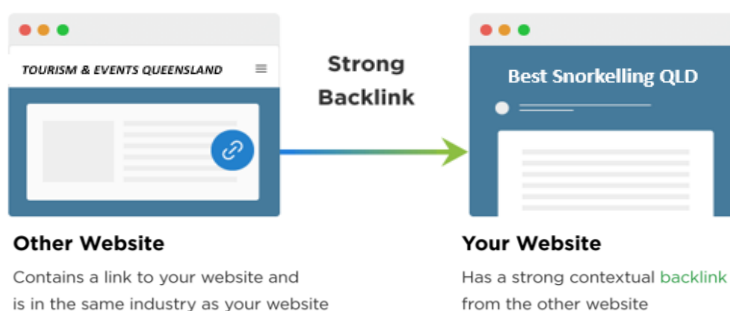 TOURISM & EVENTS QUEENSLAND
Strong
Backlink
Best Snorkelling QLD
Other Website
Contains a link to your website and
is in the same industry as your website
Your Website
Has a strong contextual backlink
from the other website